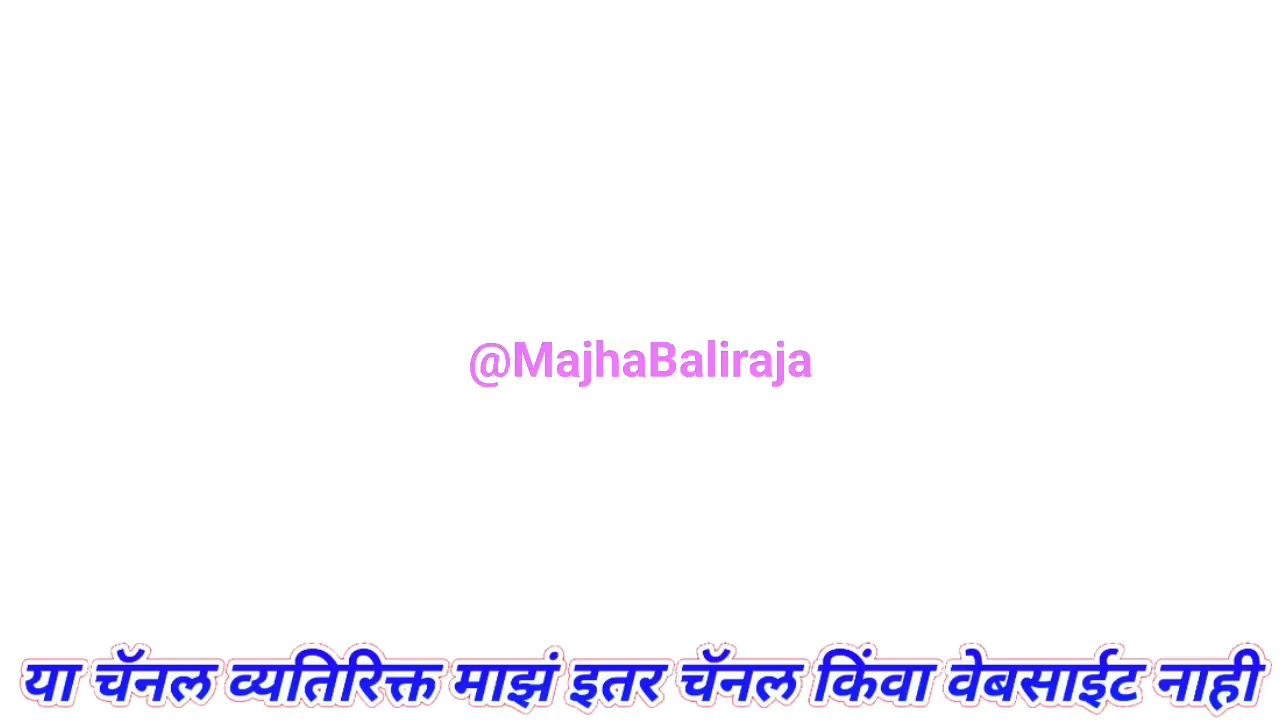 @MajhaBaliraja
या चॅनल व्यतिरिक्त माझं इतर चॅनल किंवा वेबसाईट नाही